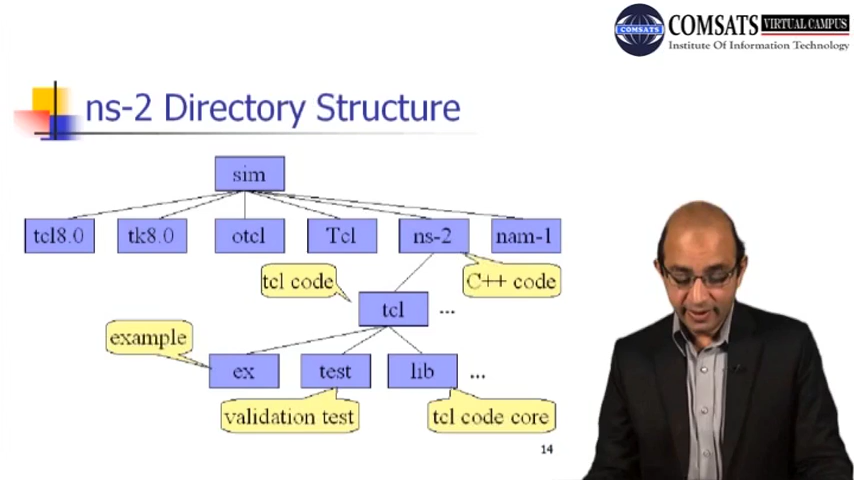 COMSATS
COMSATS VIRTUAL CAMPUS
Institute Of Information Technology
ns-2 Directory Structure
sim
tcl8.0 tk8.0 otcl Tcl ns-2 nam-1
tcl code C++ code
tcl ...
example
ex test lib ...
validation test tcl code core
14